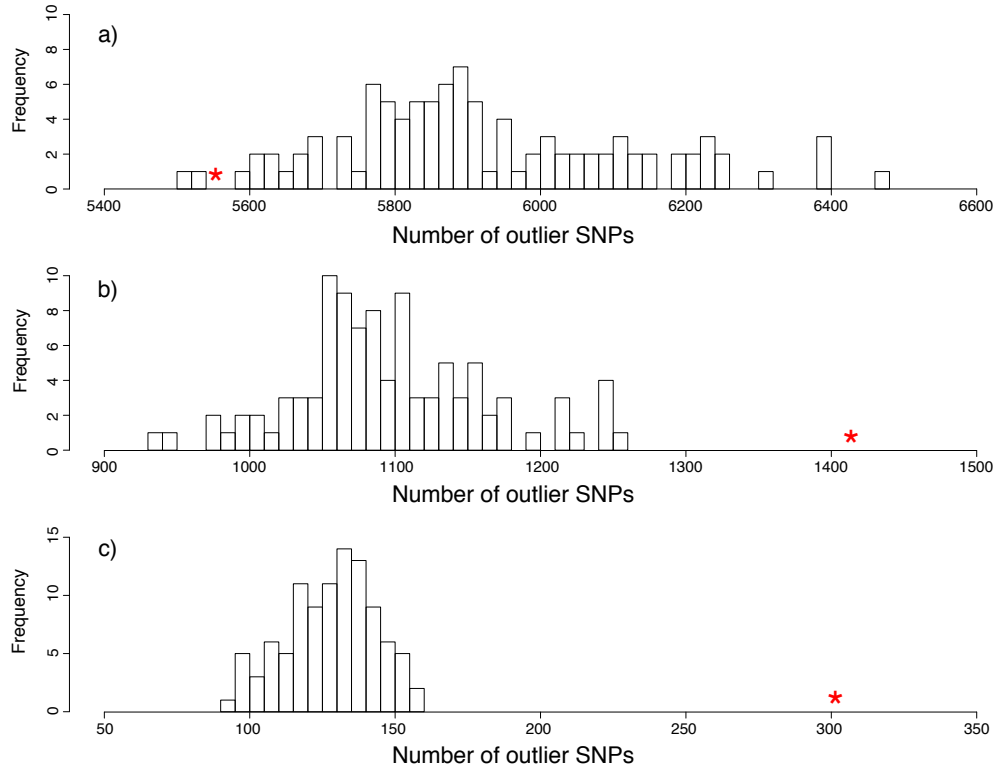 a)
Frequency
0 2 4 6 8 10
5400 5600 5800 6000 6200 6400 6600
Number of outlier SNPs
b)
Frequency
0 2 4 6 8 10
900 1000 1100 1200 1300 1400 1500
Number of outlier SNPs
c)
Frequency
0 5 10 15
50 100 150 200 250 300 350
Number of outlier SNPs